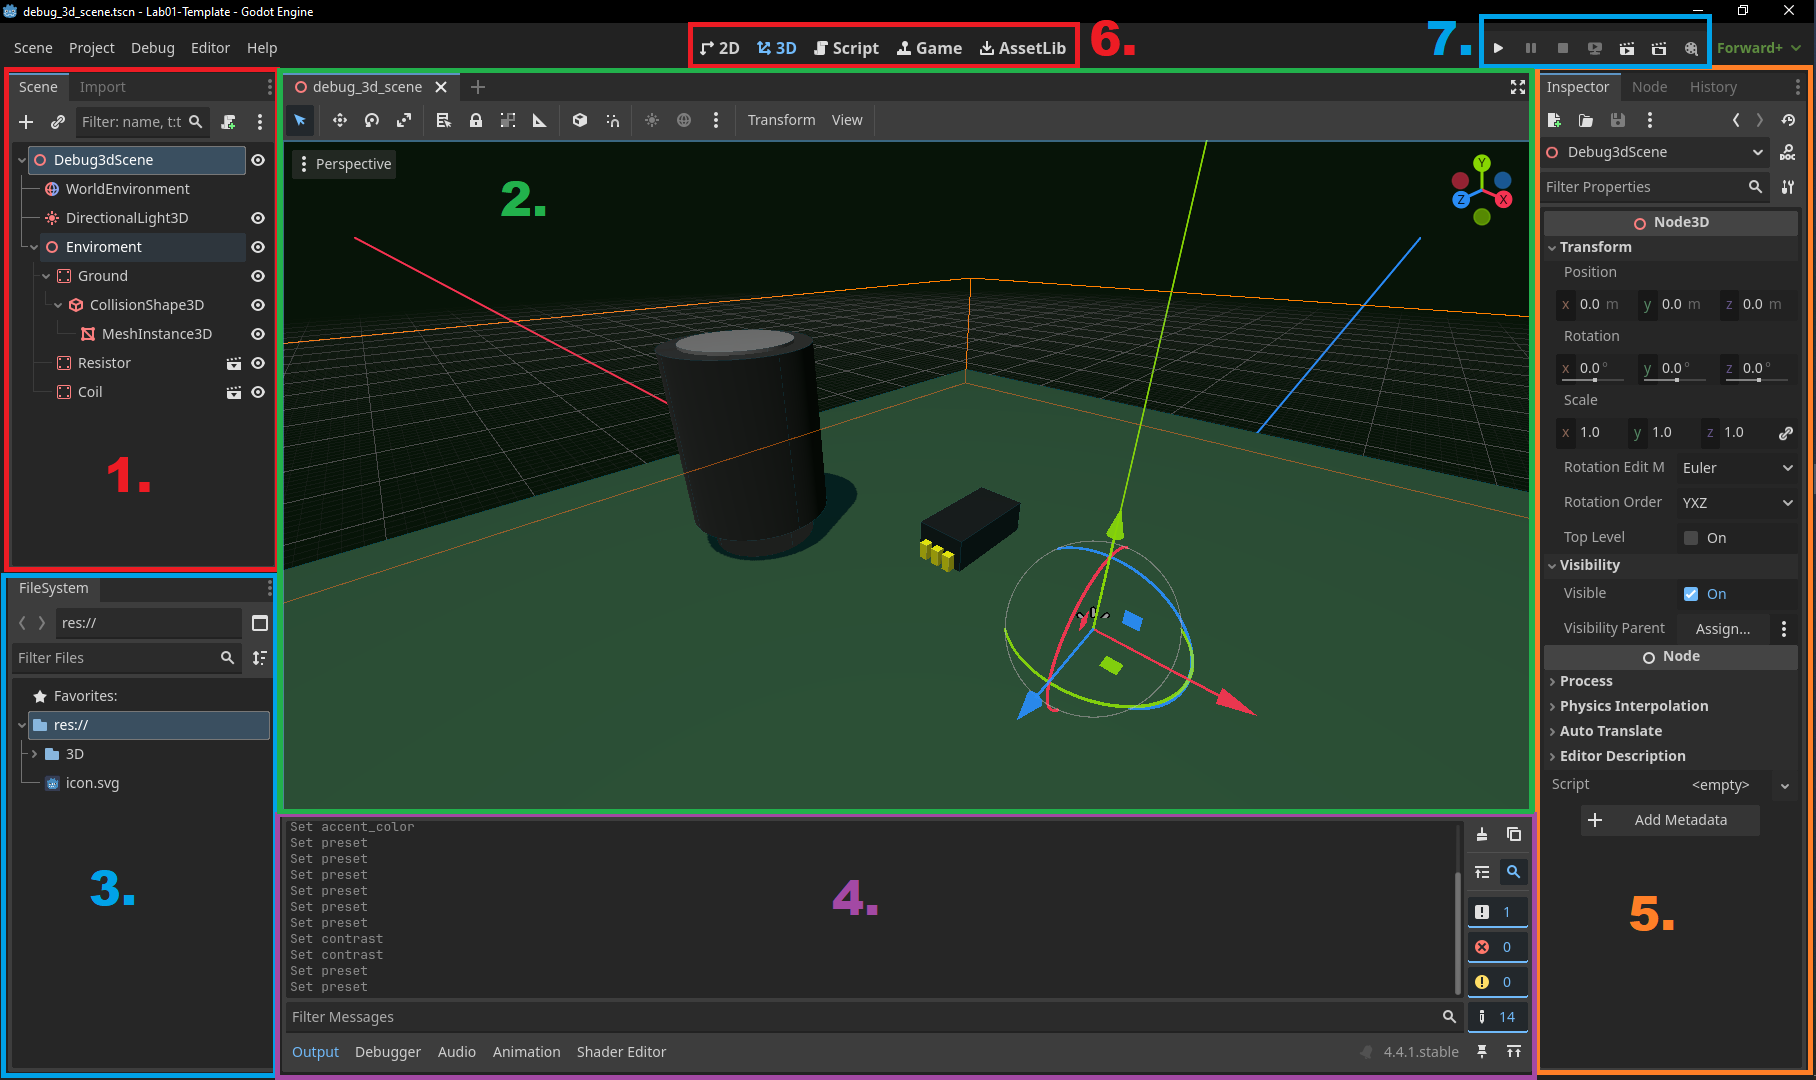 debug_3d_scene.tscn - Lab01-Template - Godot Engine
Scene Project Debug Editor Help
2D 3D Script Game AssetLib
6.
7.
Forward+
Scene Import
Filter: name, t:t
Debug3dScene
WorldEnvironment
DirectionalLight3D
Enviroment
Ground
CollisionShape3D
MeshInstance3D
Resistor
Coil
1.
FileSystem
res://
Filter Files
Favorites:
res://
3D
icon.svg
3.
debug_3d_scene
Transform View
Perspective
2.
Y
Z
X
Set accent_color
Set preset
Set preset
Set preset
Set preset
Set preset
Set preset
Set contrast
Set contrast
Set preset
Set preset
4.
1
0
0
14
Filter Messages
Output Debugger Audio Animation Shader Editor
4.4.1.stable
Inspector Node History
Debug3dScene
DOC
Filter Properties
Node3D
Transform
Position
x 0.0 m y 0.0 m z 0.0 m
Rotation
x 0.0 ° y 0.0 ° z 0.0 °
Scale
x 1.0 y 1.0 z 1.0
Rotation Edit M Euler
Rotation Order YXZ
Top Level On
Visibility
Visible On
Visibility Parent Assign...
Node
Process
Physics Interpolation
Auto Translate
Editor Description
Script <empty>
Add Metadata
5.